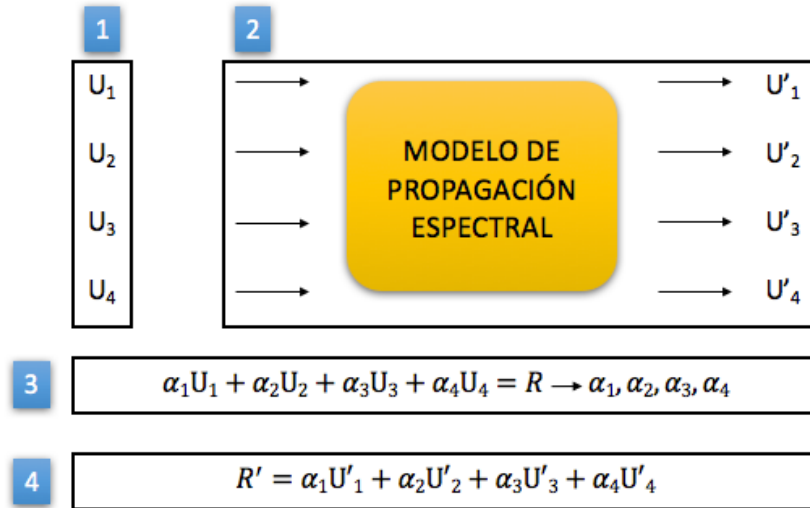 1 2
U₁ U'₁
U₂ MODELO DE U'₂
PROPAGACIÓN
U₃ ESPECTRAL U'₃
U₄ U'₄
3 α₁U₁ + α₂U₂ + α₃U₃ + α₄U₄ = R → α₁, α₂, α₃, α₄
4 R' = α₁U'₁ + α₂U'₂ + α₃U'₃ + α₄U'₄